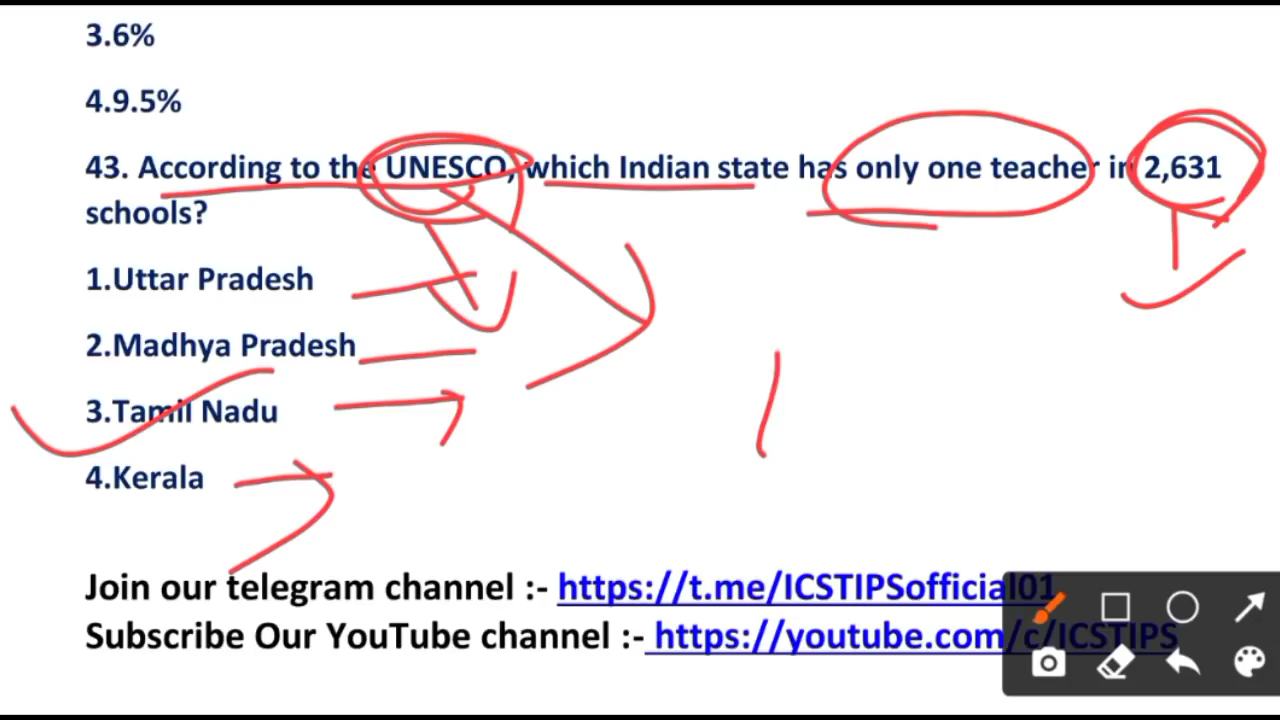 3.6%
4.9.5%
43. According to the UNESCO, which Indian state has only one teacher in 2,631
schools?
1.Uttar Pradesh
2.Madhya Pradesh
3.Tamil Nadu
4.Kerala
Join our telegram channel :- https://t.me/ICSTIPSofficial01
Subscribe Our YouTube channel :- https://youtube.com/c/ICSTIPS